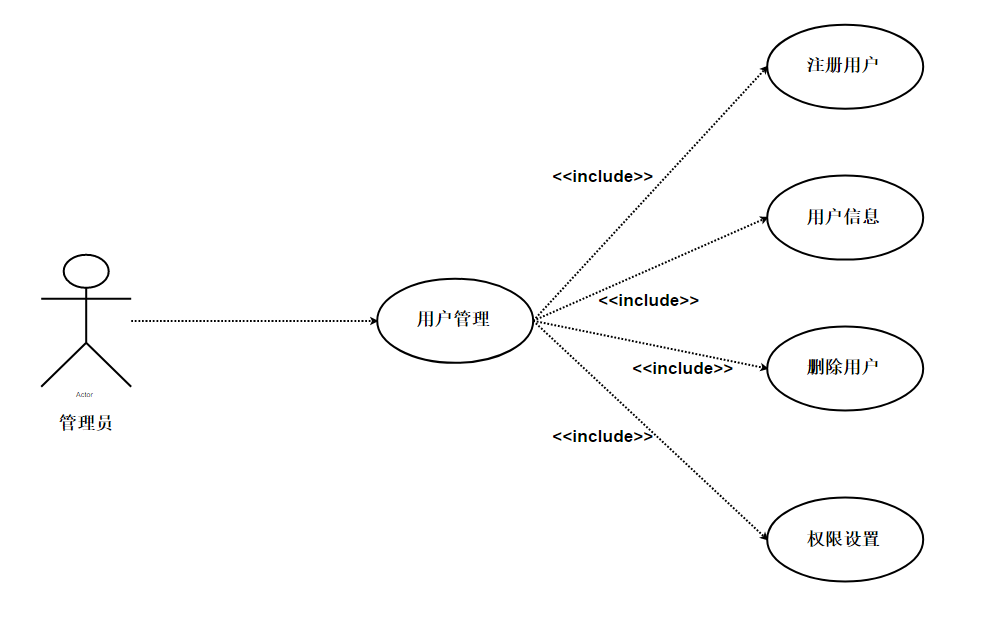 注册用户
<<include>>
用户信息
<<include>>
用户管理
删除用户
<<include>>
Actor
管理员
<<include>>
权限设置